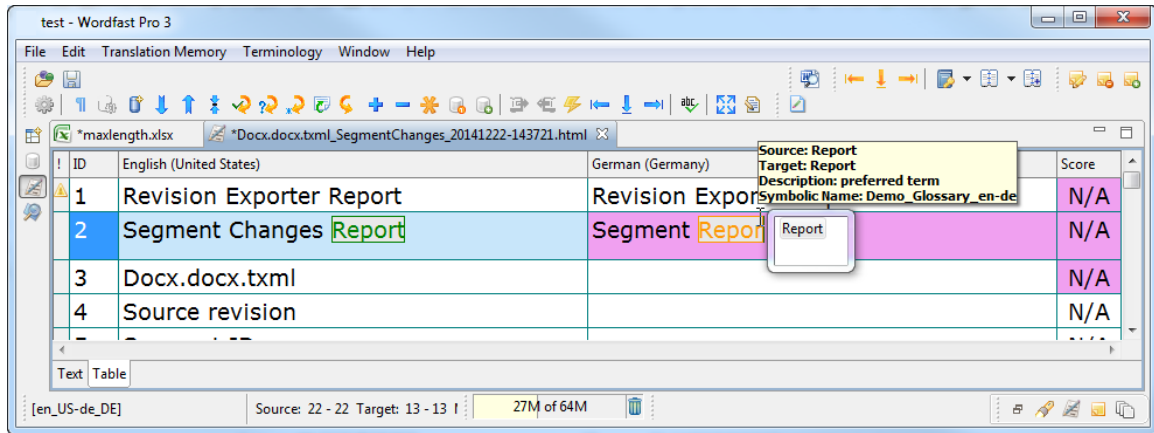 test - Wordfast Pro 3
File Edit Translation Memory Terminology Window Help
*maxlength.xlsx *Docx.docx.txml_SegmentChanges_20141222-143721.html
! ID English (United States) German (Germany) Score
Source: Report
Target: Report
Description: preferred term
Symbolic Name: Demo_Glossary_en-de
1 Revision Exporter Report Revision Expor N/A
2 Segment Changes Report Segment Repor N/A
Report
3 Docx.docx.txml N/A
4 Source revision N/A
Text Table
[en_US-de_DE] Source: 22 - 22 Target: 13 - 13 27M of 64M